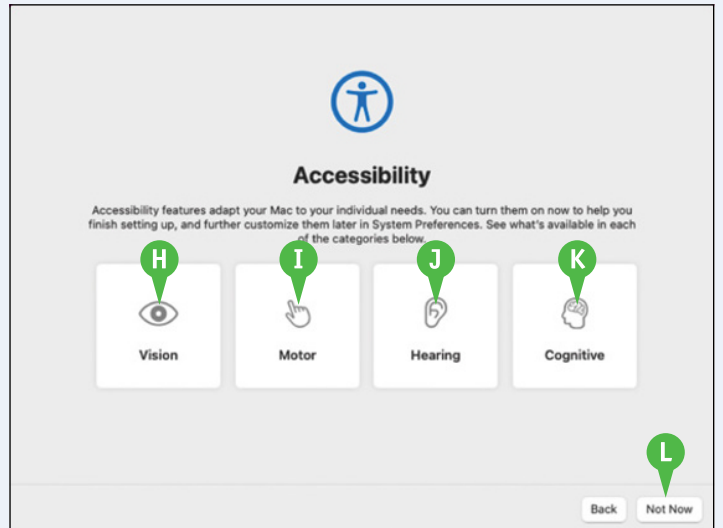 Accessibility
Accessibility features adapt your Mac to your individual needs. You can turn them on now to help you
finish setting up, and further customize them later in System Preferences. See what's available in each
of the categories below.
H I J K
Vision Motor Hearing Cognitive
L
Back Not Now